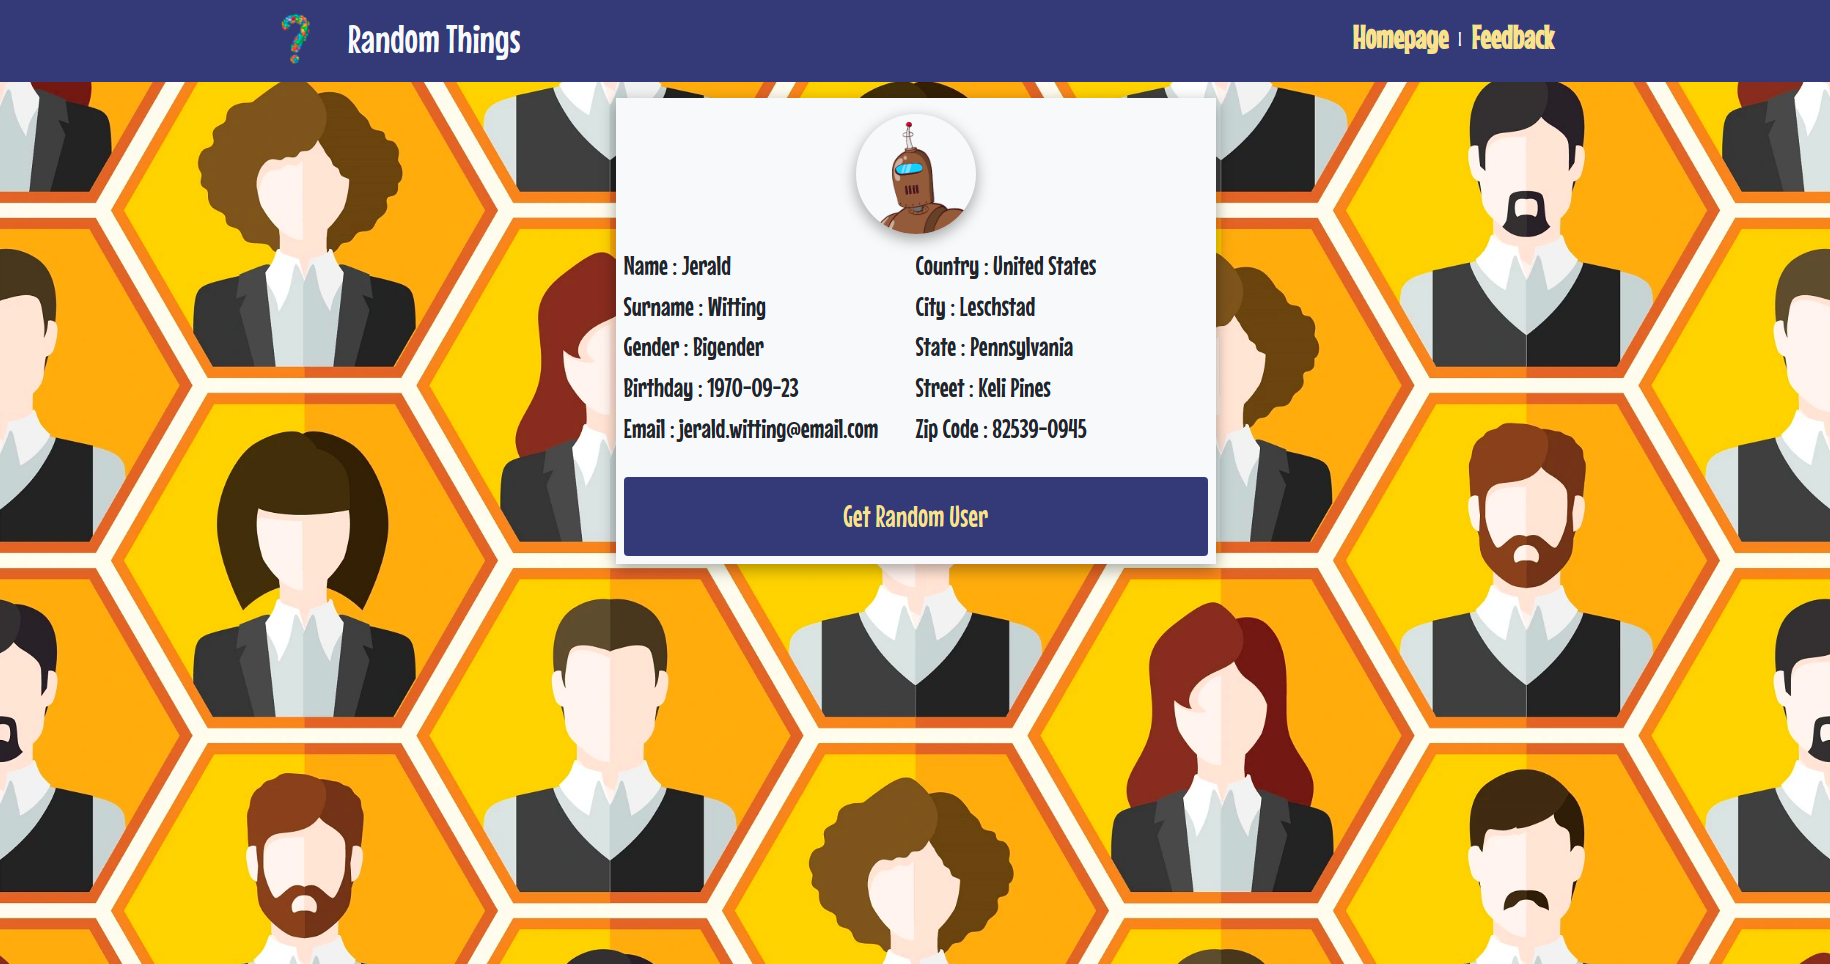 Random Things
Homepage | Feedback
Name : Jerald
Surname : Witting
Gender : Bigender
Birthday : 1970-09-23
Email : jerald.witting@email.com
Country : United States
City : Leschstad
State : Pennsylvania
Street : Keli Pines
Zip Code : 82539-0945
Get Random User